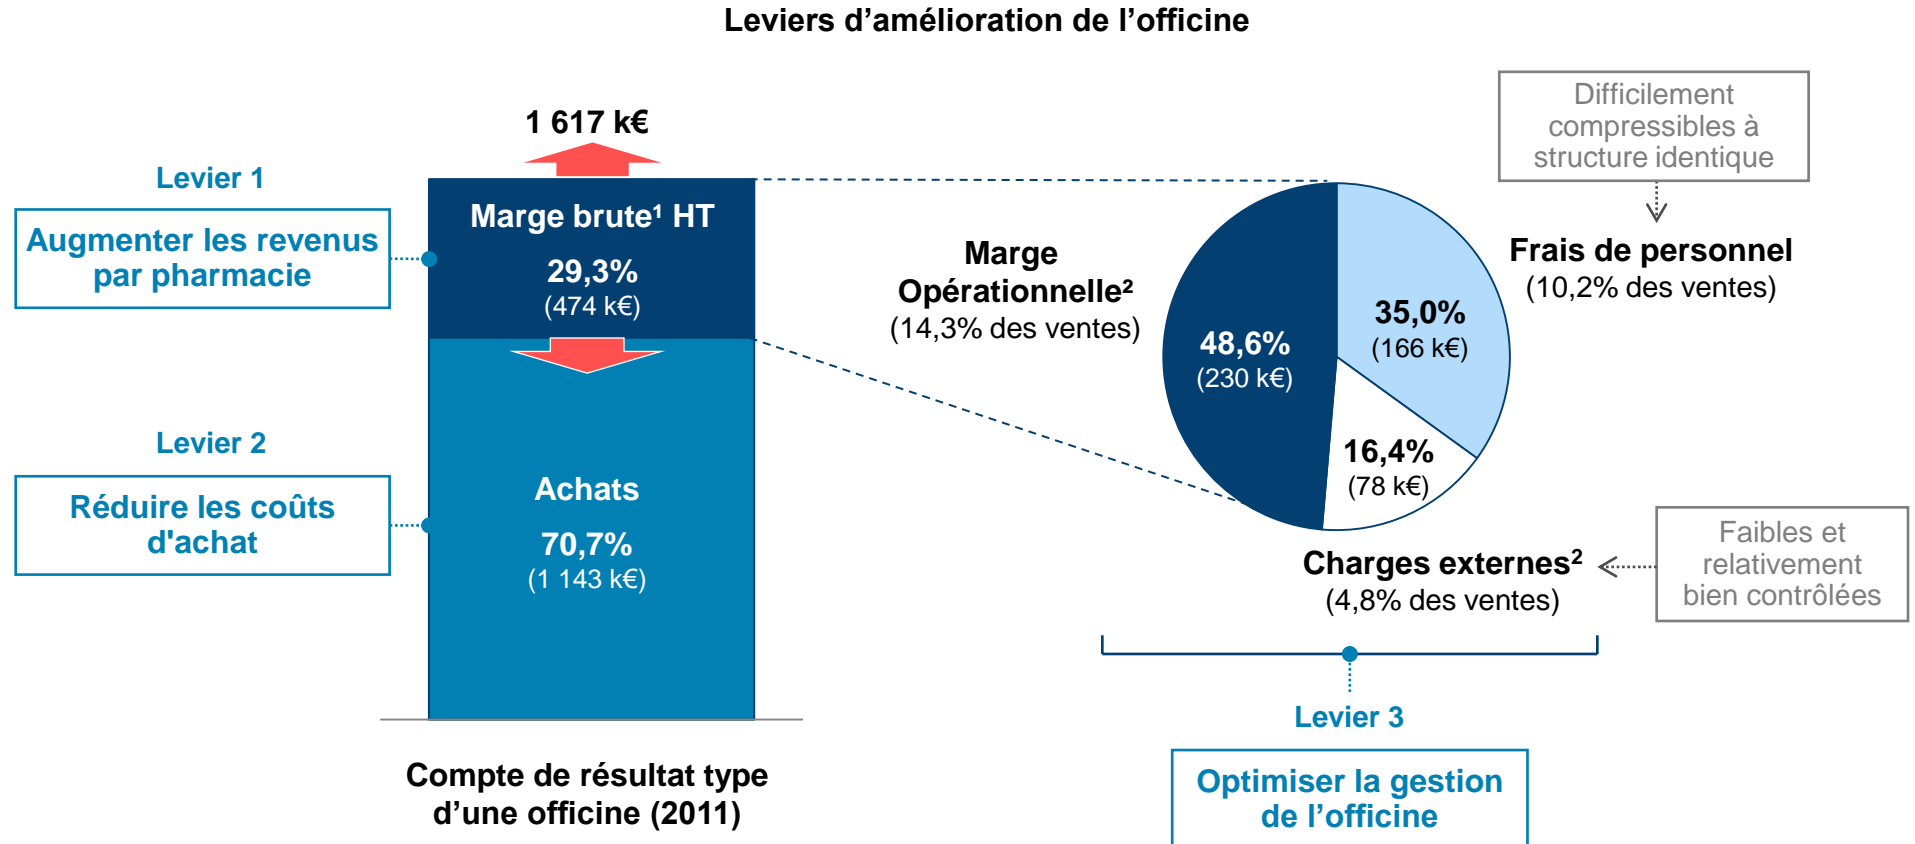 Leviers d’amélioration de l’officine
1 617 k€
Levier 1
Augmenter les revenus
par pharmacie
Marge brute¹ HT
29,3%
(474 k€)
Levier 2
Réduire les coûts
d'achat
Achats
70,7%
(1 143 k€)
Compte de résultat type
d’une officine (2011)
Marge
Opérationnelle²
(14,3% des ventes)
48,6%
(230 k€)
35,0%
(166 k€)
16,4%
(78 k€)
Difficilement
compressibles à
structure identique
Frais de personnel
(10,2% des ventes)
Charges externes²
(4,8% des ventes)
Faibles et
relativement
bien contrôlées
Levier 3
Optimiser la gestion
de l’officine